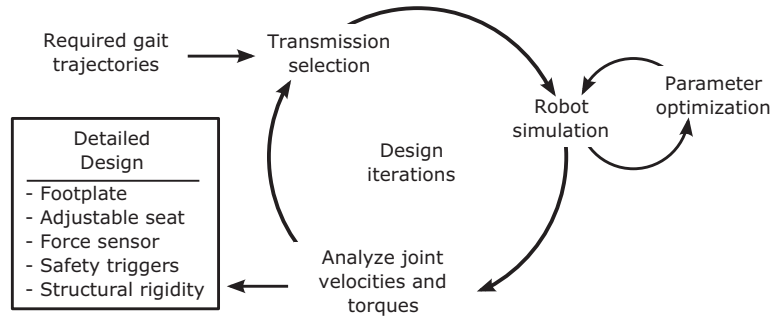 Required gait
trajectories
Transmission
selection
Robot
simulation
Parameter
optimization
Design
iterations
Analyze joint
velocities and
torques
Detailed
Design
- Footplate
- Adjustable seat
- Force sensor
- Safety triggers
- Structural rigidity